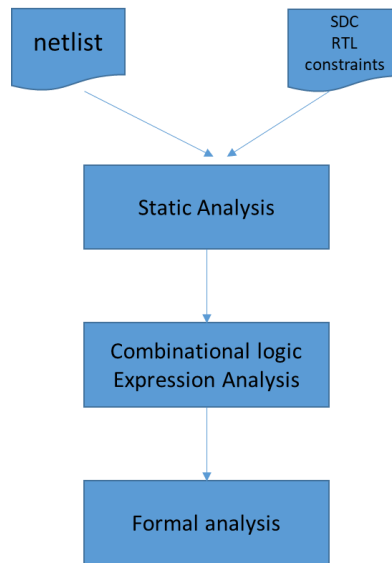 netlist
SDC
RTL
constraints
Static Analysis
Combinational logic
Expression Analysis
Formal analysis